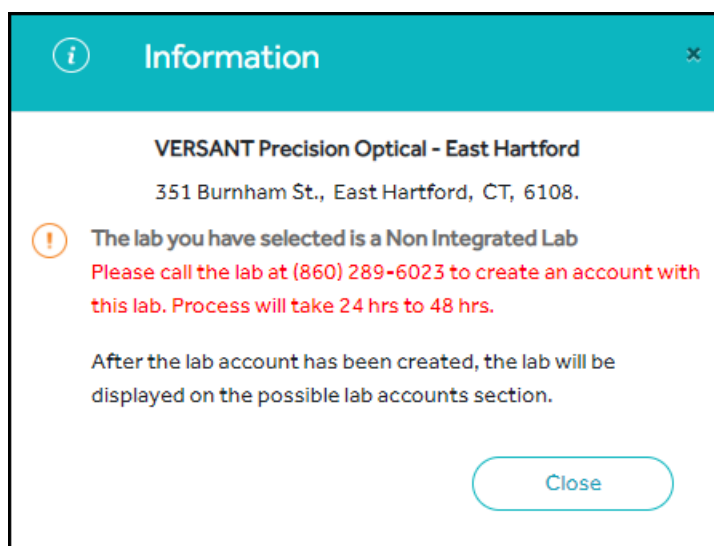 Information
VERSANT Precision Optical - East Hartford
351 Burnham St., East Hartford, CT, 6108.
The lab you have selected is a Non Integrated Lab
Please call the lab at (860) 289-6023 to create an account with
this lab. Process will take 24 hrs to 48 hrs.
After the lab account has been created, the lab will be
displayed on the possible lab accounts section.
Close